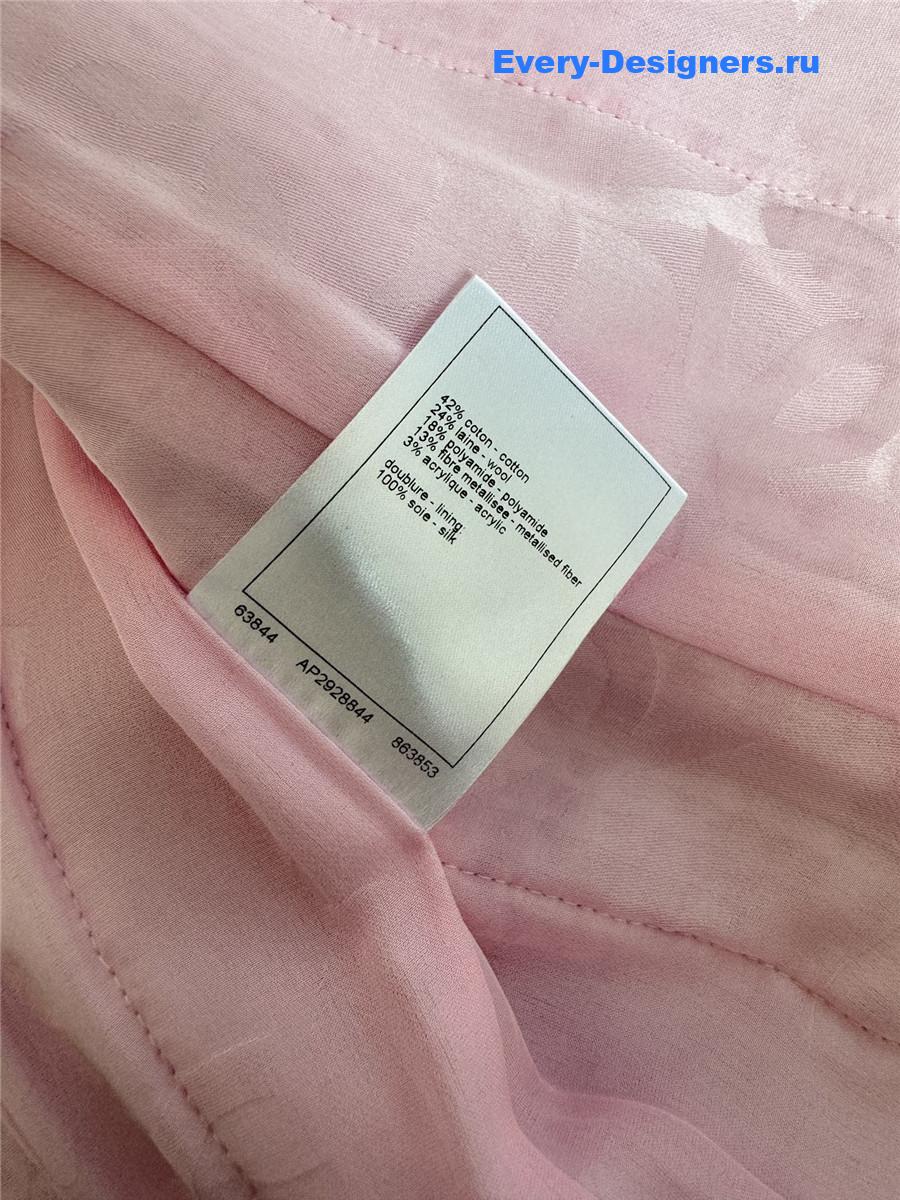 Every-Designers.ru
42% coton - cotton
24% laine - wool
18% polyamide - polyamide
13% fibre metallisee - metallised fiber
3% acrylique - acrylic
doublure - lining:
100% soie - silk
63844 AP2928844 863853